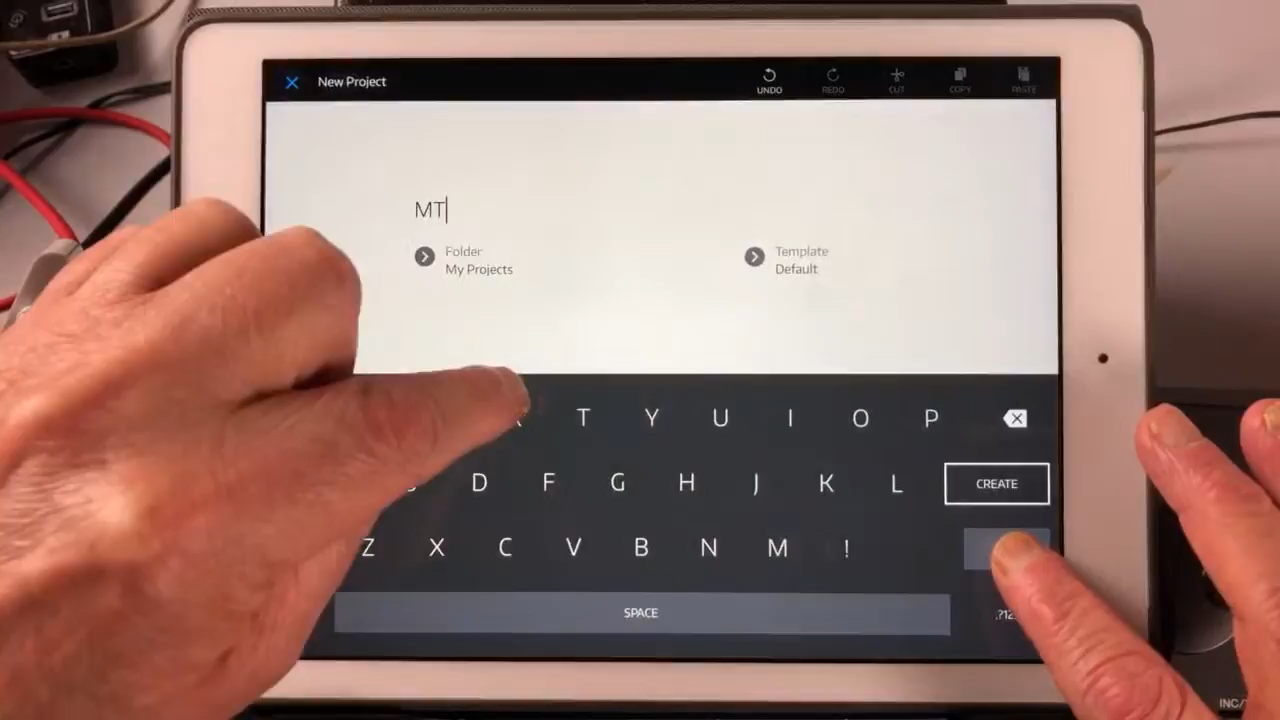 New Project
UNDO REDO CUT COPY PASTE
MT
Folder
My Projects
Template
Default
T Y U I O P
D F G H J K L CREATE
Z X C V B N M !
SPACE